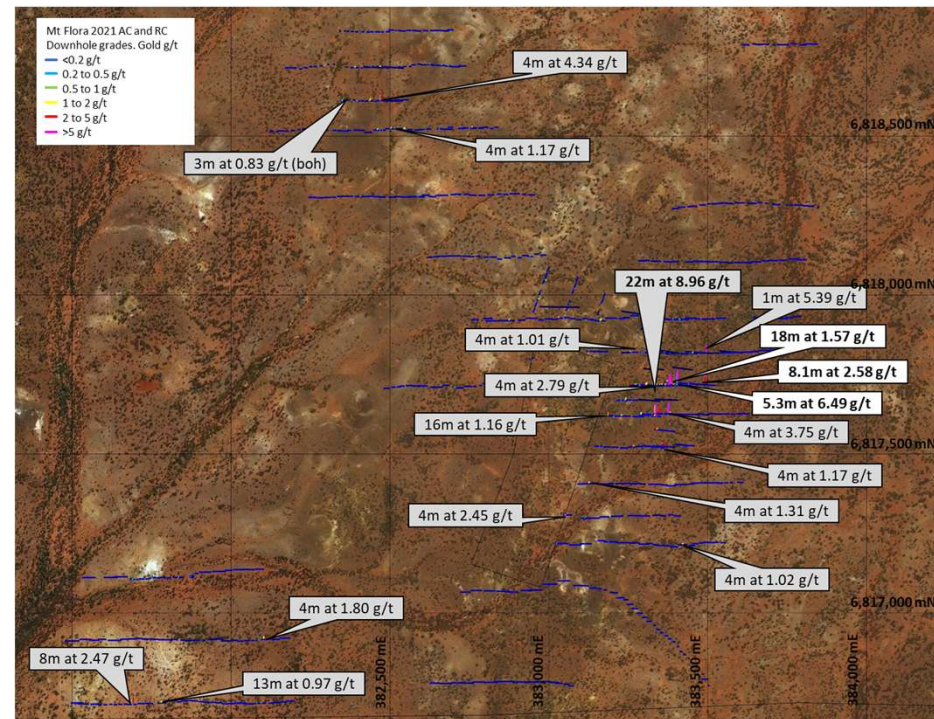 Mt Flora 2021 AC and RC
Downhole grades. Gold g/t
<0.2 g/t
0.2 to 0.5 g/t
0.5 to 1 g/t
1 to 2 g/t
2 to 5 g/t
>5 g/t
4m at 4.34 g/t
6,818,500 mN
3m at 0.83 g/t (boh)
4m at 1.17 g/t
22m at 8.96 g/t
6,818,000 mN
1m at 5.39 g/t
4m at 1.01 g/t
18m at 1.57 g/t
8.1m at 2.58 g/t
4m at 2.79 g/t
5.3m at 6.49 g/t
16m at 1.16 g/t
4m at 3.75 g/t
6,817,500 mN
4m at 1.17 g/t
4m at 1.31 g/t
4m at 2.45 g/t
4m at 1.02 g/t
4m at 1.80 g/t
6,817,000 mN
8m at 2.47 g/t
13m at 0.97 g/t
382,500 mE
383,000 mE
383,500 mE
384,000 mE